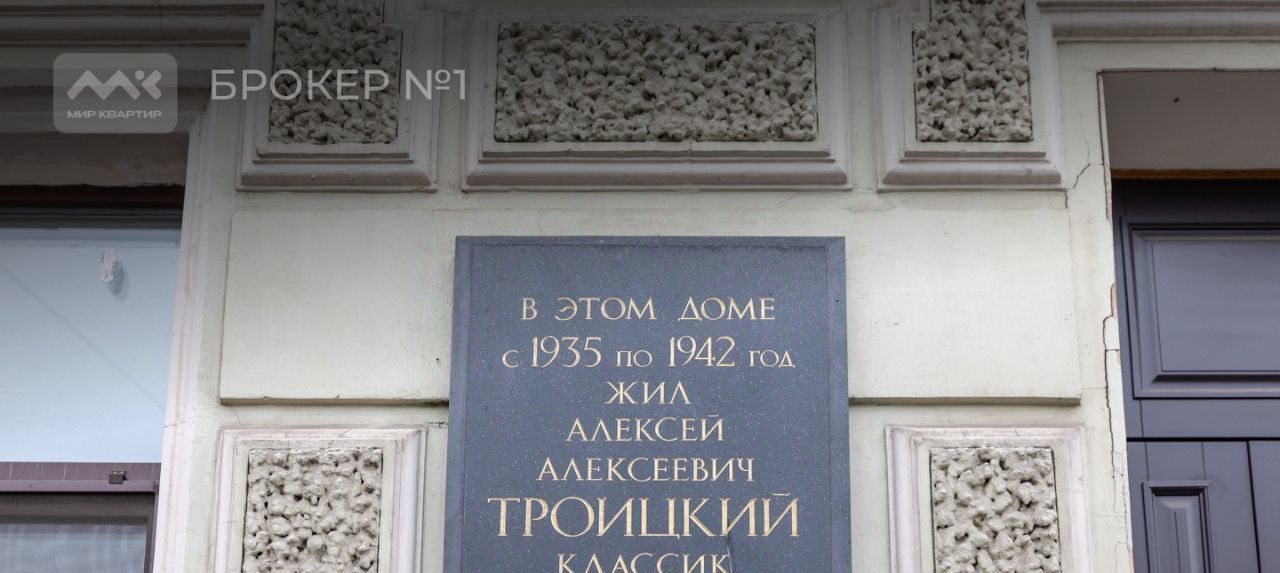 МИР КВАРТИР
БРОКЕР №1
В ЭТОМ ДОМЕ
С 1935 ПО 1942 ГОД
ЖИЛ
АЛЕКСЕЙ
АЛЕКСЕЕВИЧ
ТРОИЦКИЙ
КЛАССИК